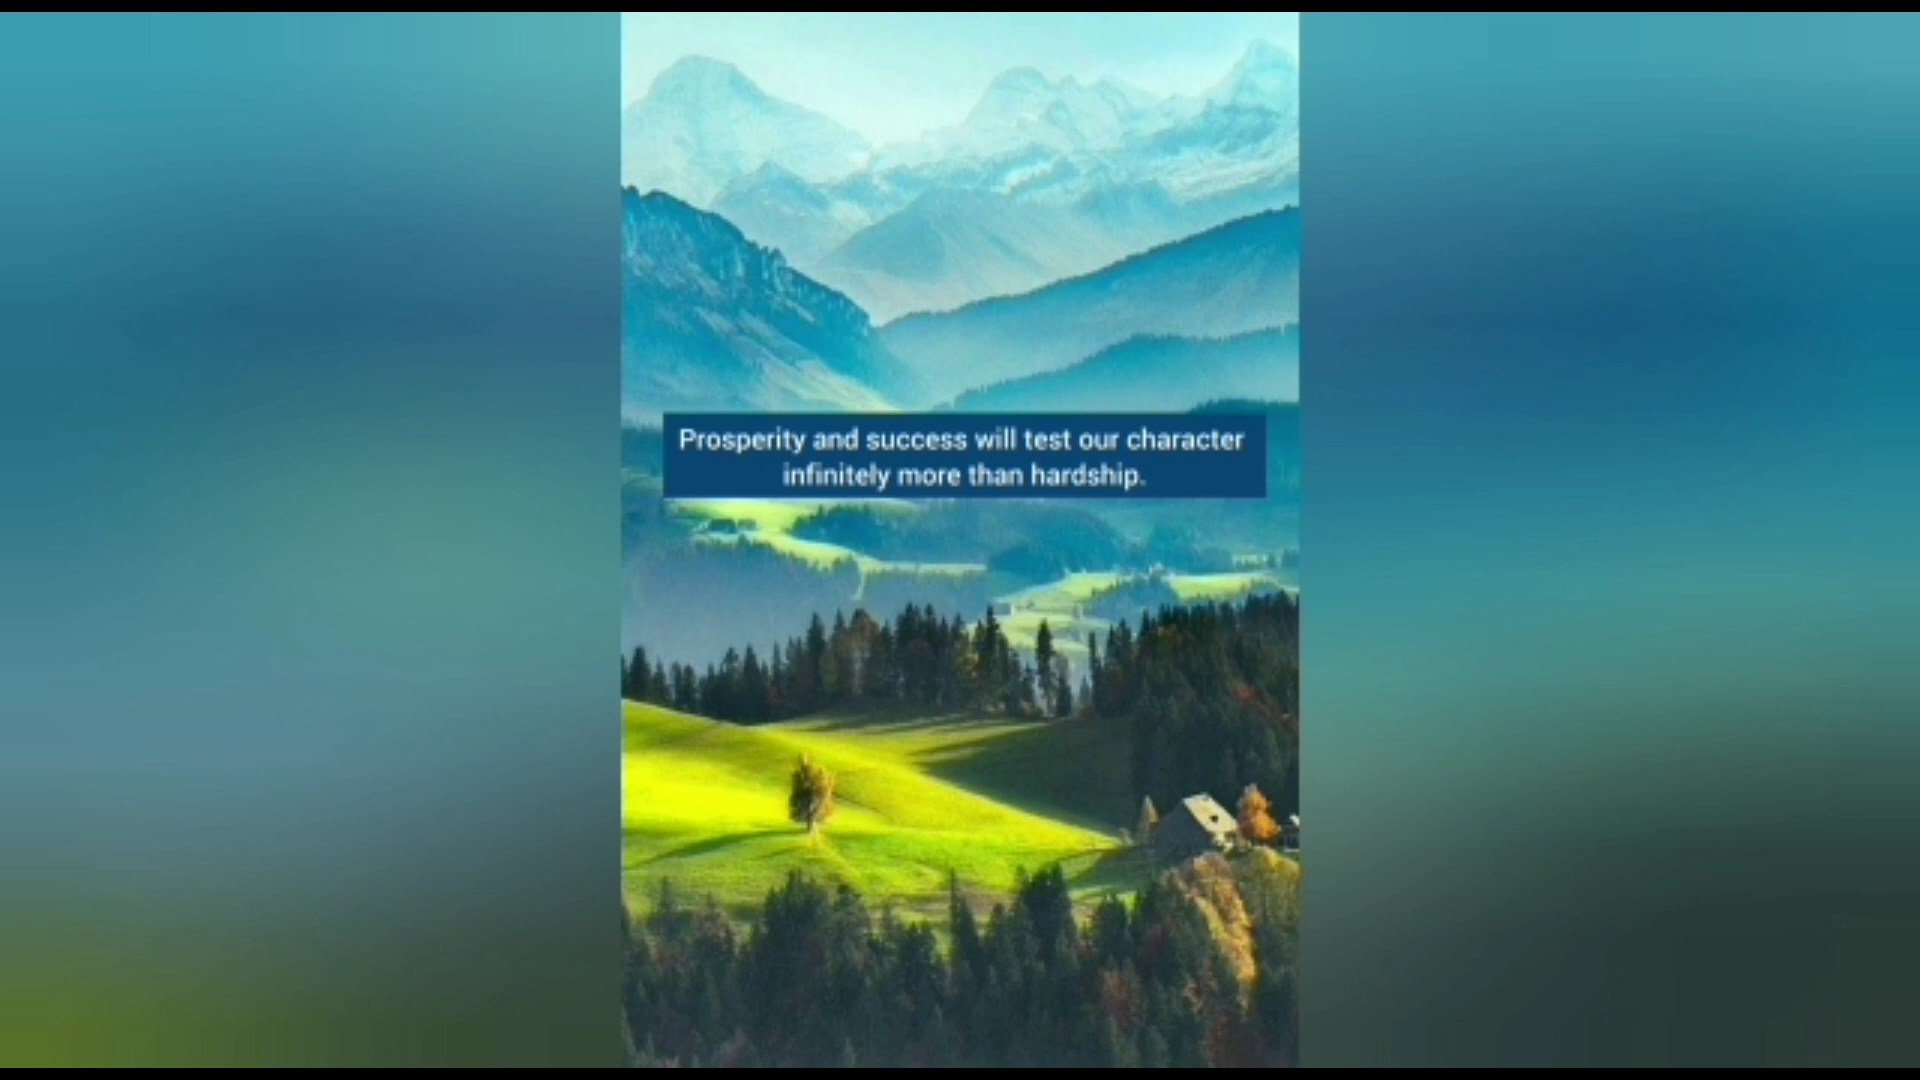 Prosperity and success will test our character
infinitely more than hardship.